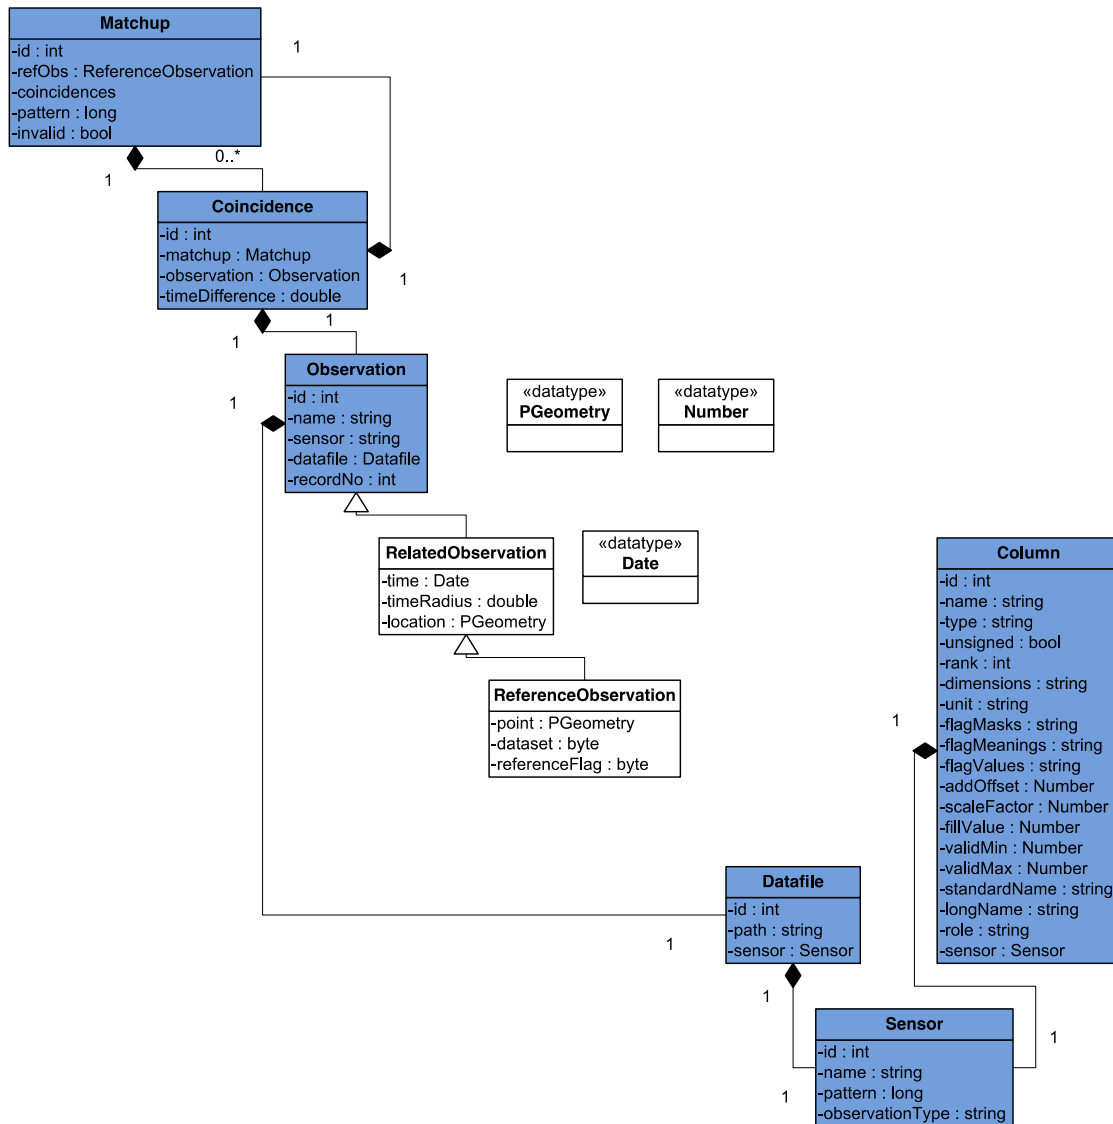 Matchup
-id : int
-refObs : ReferenceObservation
-coincidences
-pattern : long
-invalid : bool
1
0..*
1
Coincidence
-id : int
-matchup : Matchup
-observation : Observation
-timeDifference : double
1
1
1
Observation
-id : int
-name : string
-sensor : string
-datafile : Datafile
-recordNo : int
1
«datatype»
PGeometry
«datatype»
Number
RelatedObservation
-time : Date
-timeRadius : double
-location : PGeometry
«datatype»
Date
ReferenceObservation
-point : PGeometry
-dataset : byte
-referenceFlag : byte
Column
-id : int
-name : string
-type : string
-unsigned : bool
-rank : int
-dimensions : string
-unit : string
-flagMasks : string
-flagMeanings : string
-flagValues : string
-addOffset : Number
-scaleFactor : Number
-fillValue : Number
-validMin : Number
-validMax : Number
-standardName : string
-longName : string
-role : string
-sensor : Sensor
1
Datafile
-id : int
-path : string
-sensor : Sensor
1
1
1
1
Sensor
-id : int
-name : string
-pattern : long
-observationType : string